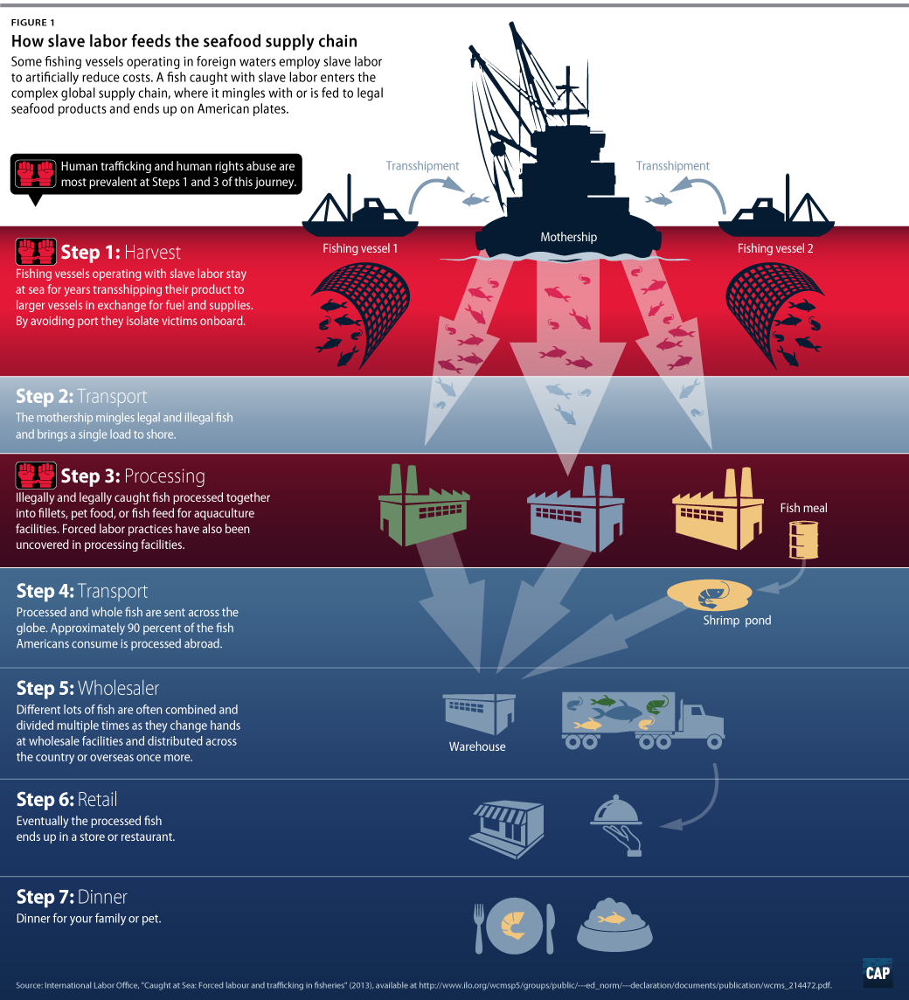 FIGURE 1
How slave labor feeds the seafood supply chain
Some fishing vessels operating in foreign waters employ slave labor
to artificially reduce costs. A fish caught with slave labor enters the
complex global supply chain, where it mingles with or is fed to legal
seafood products and ends up on American plates.
Human trafficking and human rights abuse are
most prevalent at Steps 1 and 3 of this journey.
Transshipment
Transshipment
Mothership
Fishing vessel 1
Fishing vessel 2
Step 1: Harvest
Fishing vessels operating with slave labor stay
at sea for years transshipping their product to
larger vessels in exchange for fuel and supplies.
By avoiding port they isolate victims onboard.
Step 2: Transport
The mothership mingles legal and illegal fish
and brings a single load to shore.
Step 3: Processing
Illegally and legally caught fish processed together
into fillets, pet food, or fish feed for aquaculture
facilities. Forced labor practices have also been
uncovered in processing facilities.
Fish meal
Step 4: Transport
Processed and whole fish are sent across the
globe. Approximately 90 percent of the fish
Americans consume is processed abroad.
Shrimp pond
Step 5: Wholesaler
Different lots of fish are often combined and
divided multiple times as they change hands
at wholesale facilities and distributed across
the country or overseas once more.
Warehouse
Step 6: Retail
Eventually the processed fish
ends up in a store or restaurant.
Step 7: Dinner
Dinner for your family or pet.
CAP
Source: International Labor Office, "Caught at Sea: Forced labour and trafficking in fisheries" (2013), available at http://www.ilo.org/wcmsp5/groups/public/---ed_norm/---declaration/documents/publication/wcms_214472.pdf.